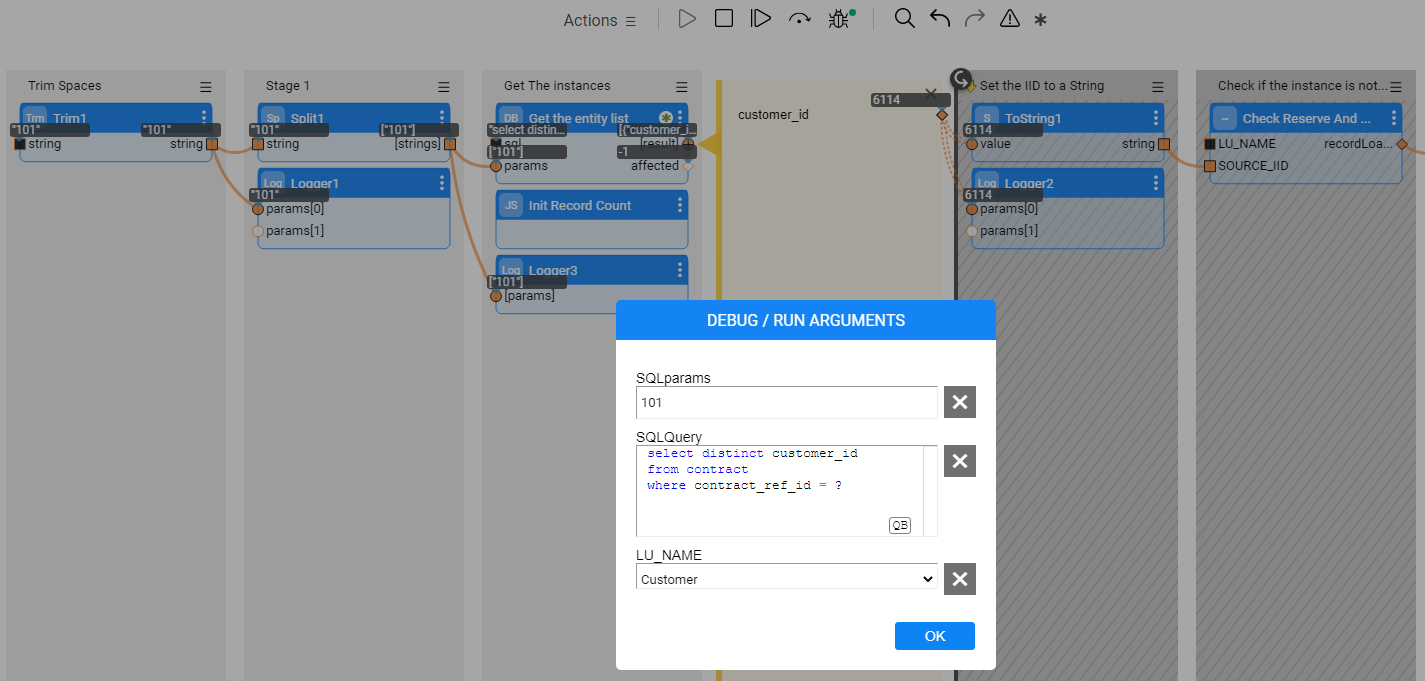 Actions
Trim Spaces
Trm Trim1
"101" "101"
string string
Stage 1
Sp Split1
"101" ["101"]
string [strings]
Log Logger1
"101"
params[0]
params[1]
Get The instances
DB Get the entity list
"select distin... [{"customer_i...
sql [result]
["101"] -1
params affected
JS Init Record Count
Log Logger3
["101"]
[params]
6114
customer_id
Set the IID to a String
S ToString1
6114
value string
Log Logger2
6114
params[0]
params[1]
Check if the instance is not...
Check Reserve And ...
LU_NAME recordLoa...
SOURCE_IID
DEBUG / RUN ARGUMENTS
SQLparams
101
SQLQuery
select distinct customer_id
from contract
where contract_ref_id = ?
QB
LU_NAME
Customer
OK